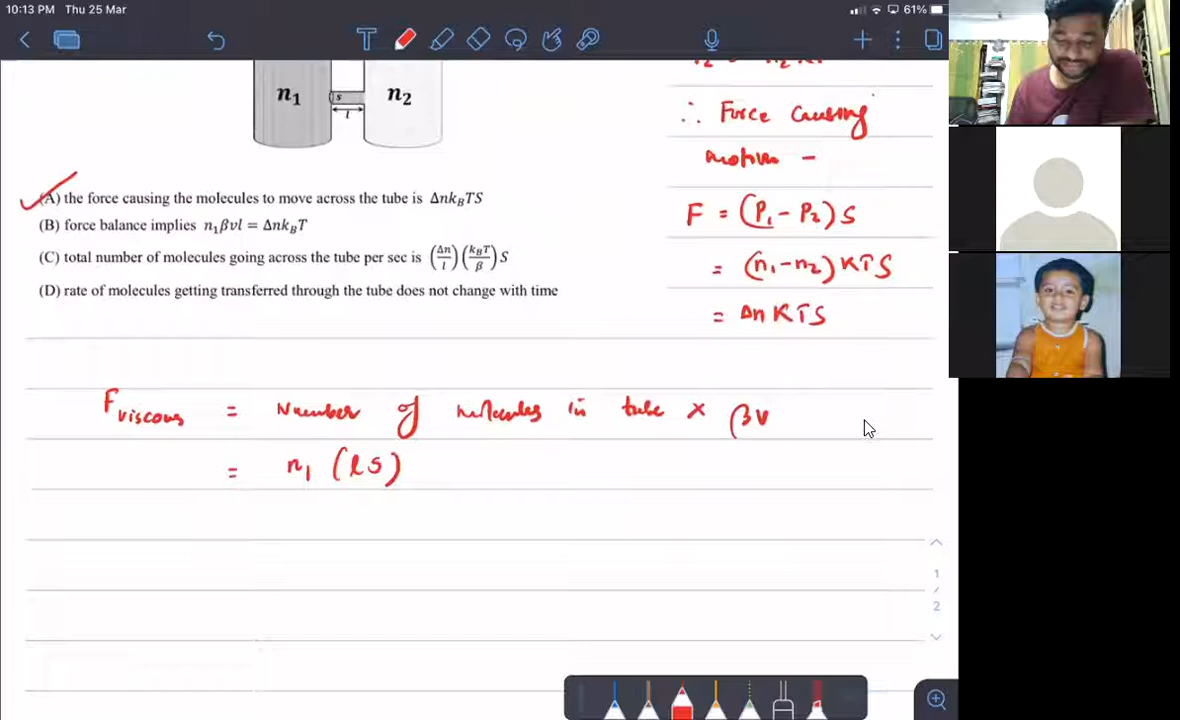 10:13 PM Thu 25 Mar
61%
n₁
s
n₂
l
∴ Force causing
motion –
(A) the force causing the molecules to move across the tube is Δnk_BTS
(B) force balance implies n₁βvl = Δnk_BT
(C) total number of molecules going across the tube per sec is (Δn/l)(k_BT/β)S
(D) rate of molecules getting transferred through the tube does not change with time
F = (P₁ - P₂) S
= (n₁-n₂) KTS
= Δn KTS
F viscous = Number of molecules in tube × βv
= n₁ (lS)
1
/
2